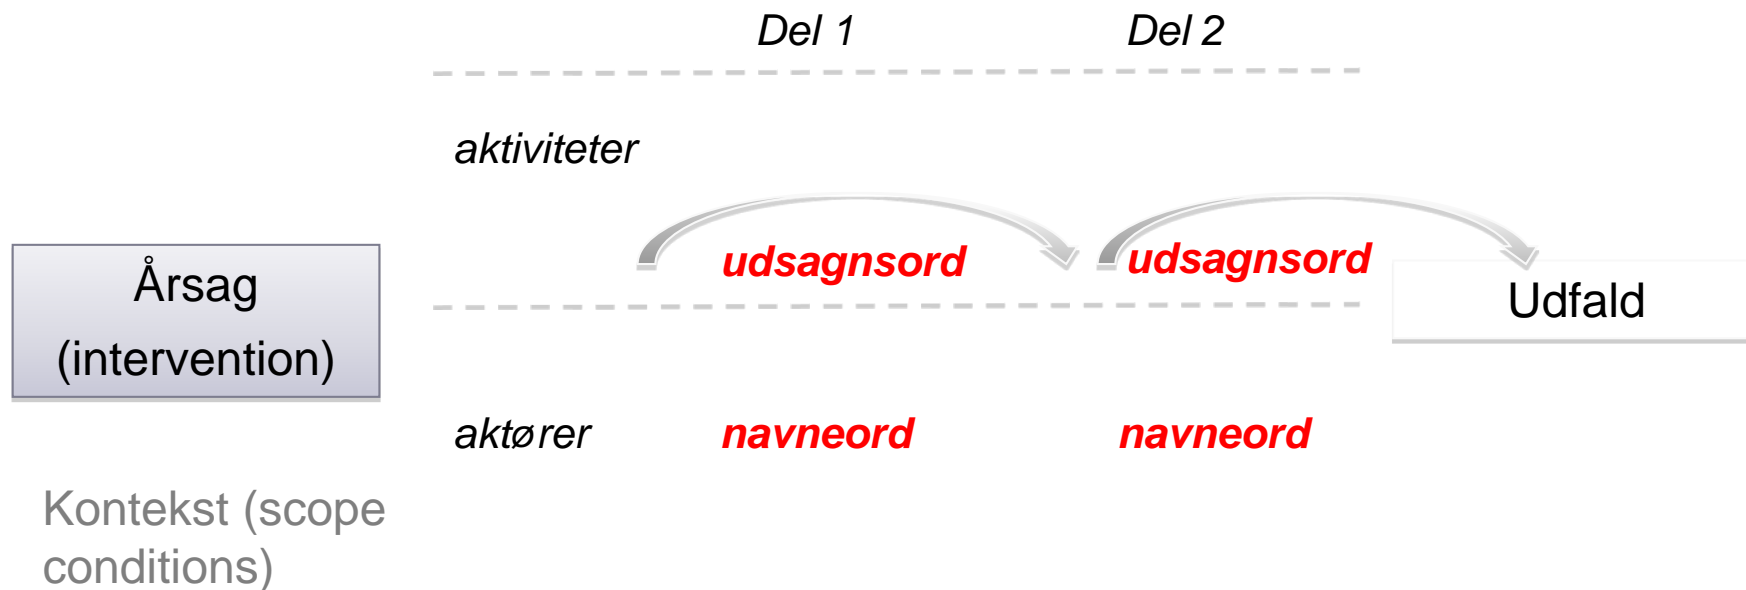 Del 1 Del 2
aktiviteter
udsagnsord udsagnsord
Årsag
(intervention)
Udfald
aktører navneord navneord
Kontekst (scope
conditions)